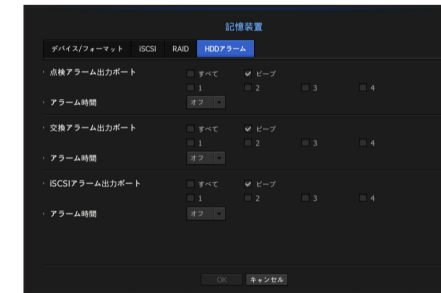 記憶装置
デバイス/フォーマット iSCSI RAID HDDアラーム
点検アラーム出力ポート すべて ビープ
1 2 3 4
アラーム時間 オフ
交換アラーム出力ポート すべて ビープ
1 2 3 4
アラーム時間 オフ
iSCSIアラーム出力ポート すべて ビープ
1 2 3 4
アラーム時間 オフ
OK キャンセル